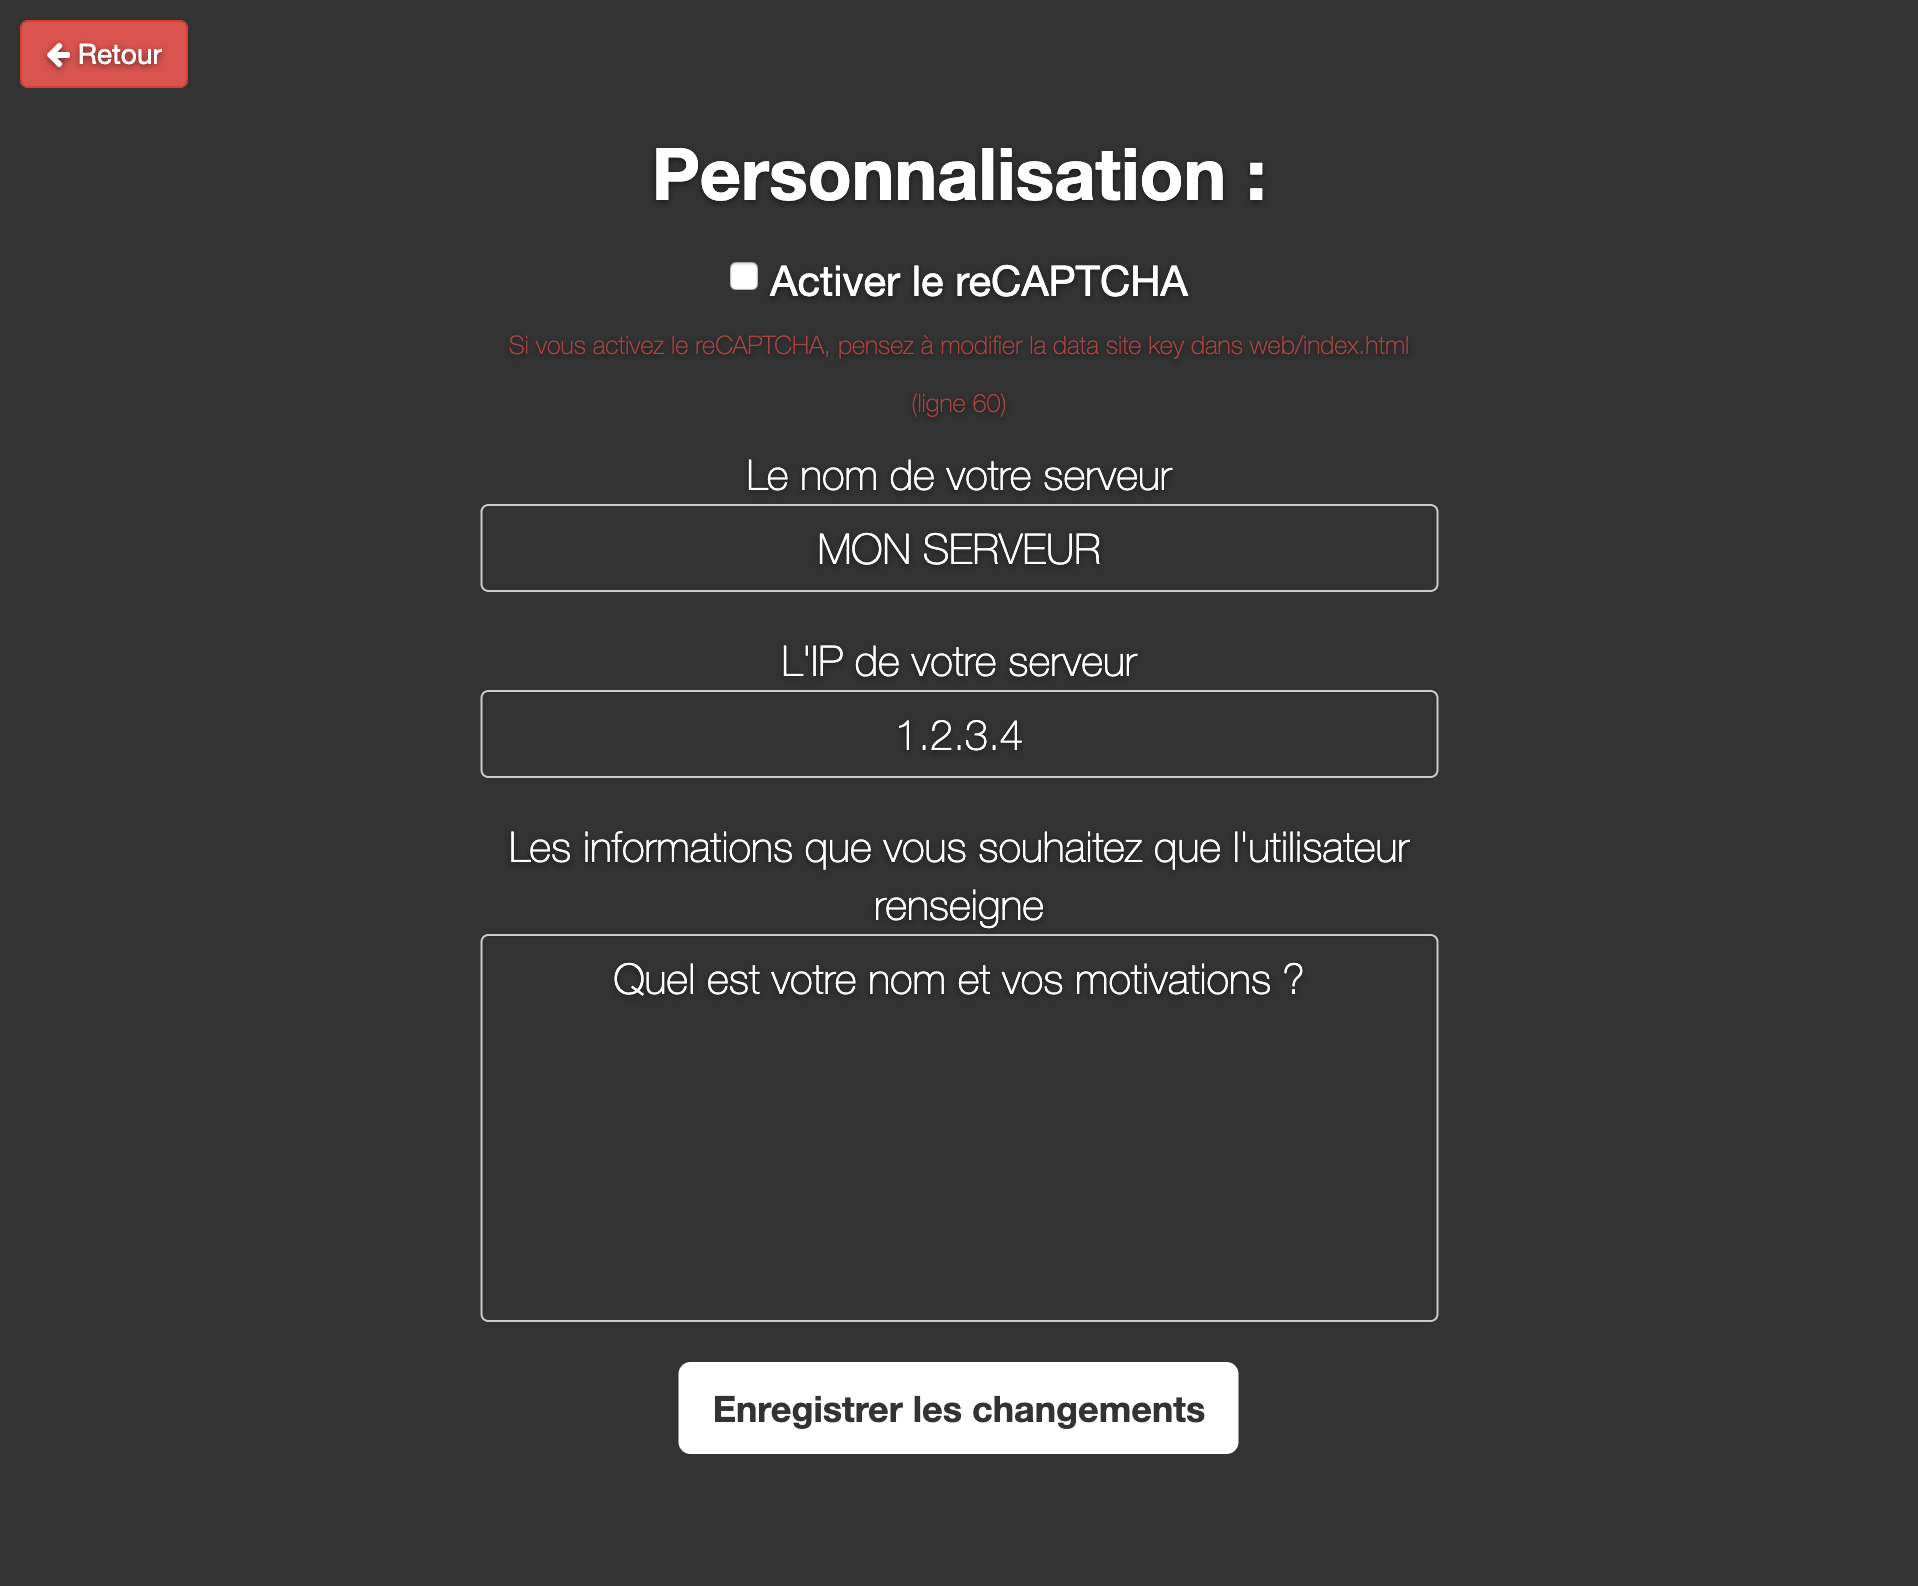 Retour
Personnalisation :
Activer le reCAPTCHA
Si vous activez le reCAPTCHA, pensez à modifier la data site key dans web/index.html
(ligne 60)
Le nom de votre serveur
MON SERVEUR
L'IP de votre serveur
1.2.3.4
Les informations que vous souhaitez que l'utilisateur
renseigne
Quel est votre nom et vos motivations ?
Enregistrer les changements